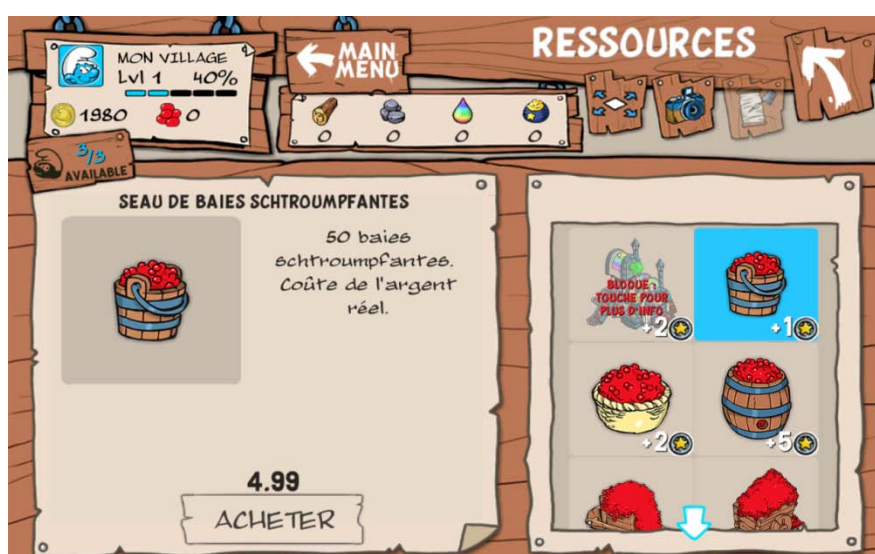 MON VILLAGE
Lvl 1 40%
1980 0
MAIN
MENU
RESSOURCES
0 0 0 0
3/3
AVAILABLE
SEAU DE BAIES SCHTROUMPFANTES
50 baies
schtroumpfantes.
Coûte de l'argent
réel.
4.99
ACHETER
BLOQUE -
TOUCHE POUR
PLUS D'INFO
+2
+1
+2
+5